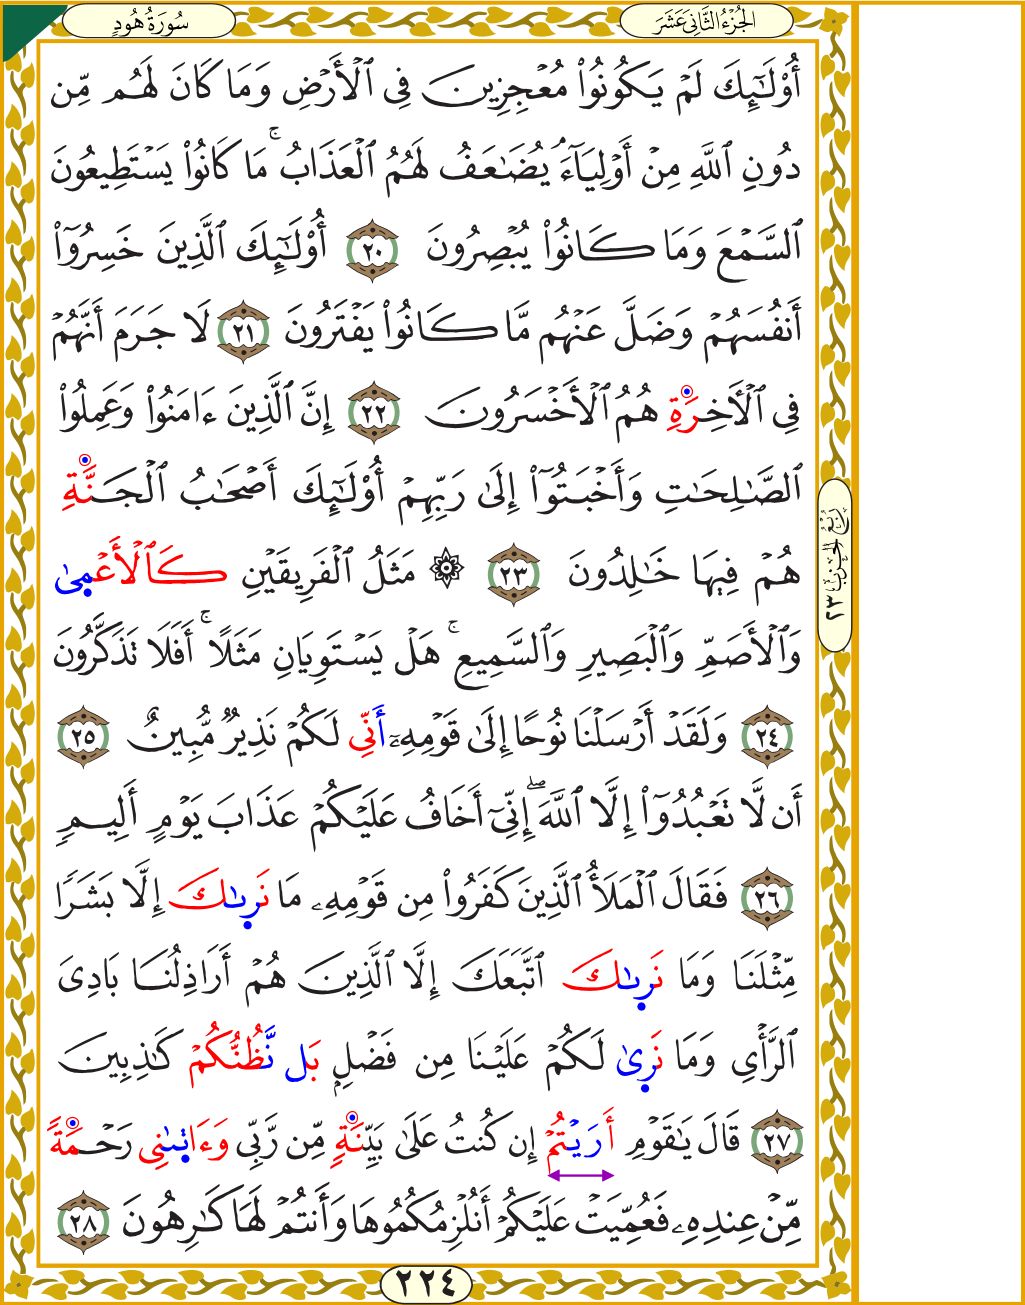 سُورَةُ هُودٍ
الجُزْءُ الثَّانِي عَشَرَ
أُوْلَـٰٓئِكَ لَمْ يَكُونُواْ مُعْجِزِينَ فِي ٱلْأَرْضِ وَمَا كَانَ لَهُم مِّن
دُونِ ٱللَّهِ مِنْ أَوْلِيَآءَۘ يُضَـٰعَفُ لَهُمُ ٱلْعَذَابُۚ مَا كَانُواْ يَسْتَطِيعُونَ
ٱلسَّمْعَ وَمَا كَانُواْ يُبْصِرُونَ ٢٠ أُوْلَـٰٓئِكَ ٱلَّذِينَ خَسِرُوٓاْ
أَنفُسَهُمْ وَضَلَّ عَنْهُم مَّا كَانُواْ يَفْتَرُونَ ٢١ لَا جَرَمَ أَنَّهُمْ
فِي ٱلْأَخِرَةِ هُمُ ٱلْأَخْسَرُونَ ٢٢ إِنَّ ٱلَّذِينَ ءَامَنُواْ وَعَمِلُواْ
ٱلصَّـٰلِحَـٰتِ وَأَخْبَتُوٓاْ إِلَىٰ رَبِّهِمْ أُوْلَـٰٓئِكَ أَصْحَـٰبُ ٱلْجَنَّةِ
هُمْ فِيهَا خَـٰلِدُونَ ٢٣ ۞ مَثَلُ ٱلْفَرِيقَيْنِ كَٱلْأَعْمِىٰ
وَٱلْأَصَمِّ وَٱلْبَصِيرِ وَٱلسَّمِيعِۚ هَلْ يَسْتَوِيَانِ مَثَلًاۚ أَفَلَا تَذَكَّرُونَ
٢٤ وَلَقَدْ أَرْسَلْنَا نُوحًا إِلَىٰ قَوْمِهِۦٓ أَنِّي لَكُمْ نَذِيرٌ مُّبِينٌ ٢٥
أَن لَّا تَعْبُدُوٓاْ إِلَّا ٱللَّهَۖ إِنِّيٓ أَخَافُ عَلَيْكُمْ عَذَابَ يَوْمٍ أَلِيمٍ
٢٦ فَقَالَ ٱلْمَلَأُ ٱلَّذِينَ كَفَرُواْ مِن قَوْمِهِۦ مَا نَرِىٰكَ إِلَّا بَشَرًا
مِّثْلَنَا وَمَا نَرِىٰكَ ٱتَّبَعَكَ إِلَّا ٱلَّذِينَ هُمْ أَرَاذِلُنَا بَادِيَ
ٱلرَّأْيِ وَمَا نَرِىٰ لَكُمْ عَلَيْنَا مِن فَضْلٍۭ بَل نَّظُنُّكُمْ كَـٰذِبِينَ
٢٧ قَالَ يَـٰقَوْمِ أَرَيْتُمْ إِن كُنتُ عَلَىٰ بَيِّنَةٍ مِّن رَّبِّي وَءَاتِىٰنِي رَحْمَةً
مِّنْ عِندِهِۦ فَعُمِّيَتْ عَلَيْكُمْ أَنُلْزِمُكُمُوهَا وَأَنتُمْ لَهَا كَـٰرِهُونَ ٢٨
رُبْعُ الحِزْبِ ٢٣
٢٢٤